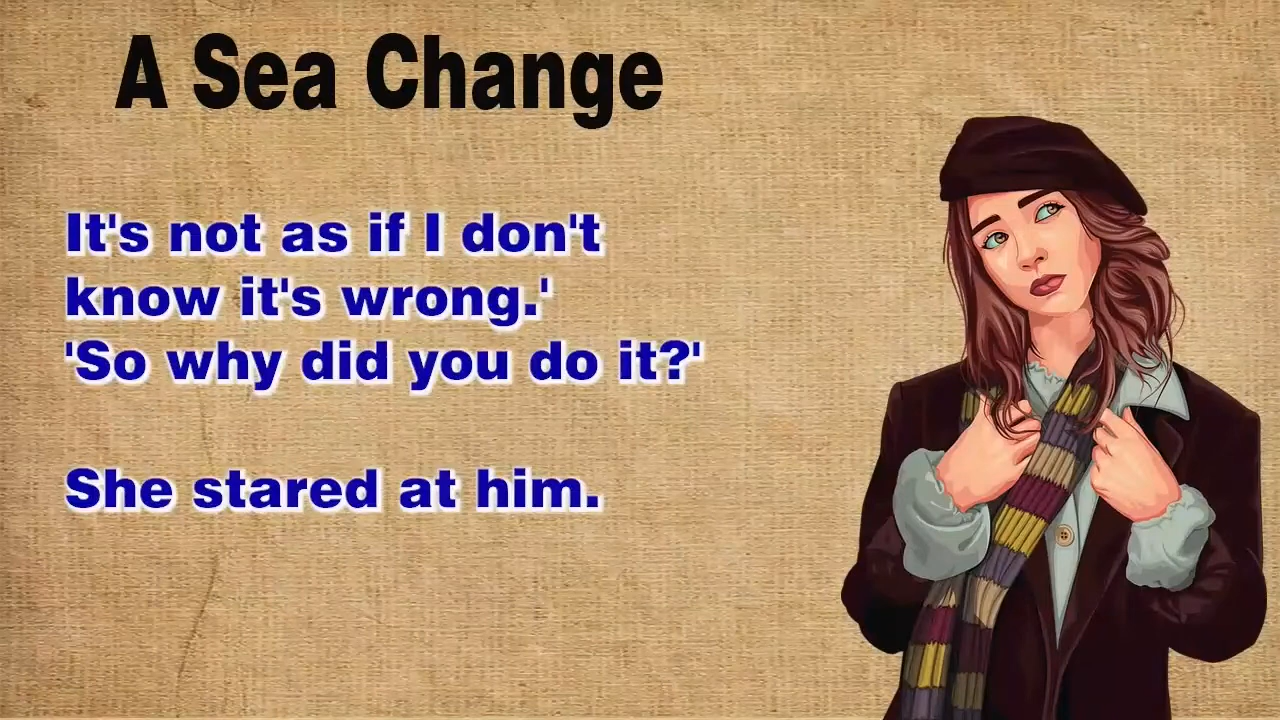 A Sea Change
It's not as if I don't
know it's wrong.'
'So why did you do it?'
She stared at him.